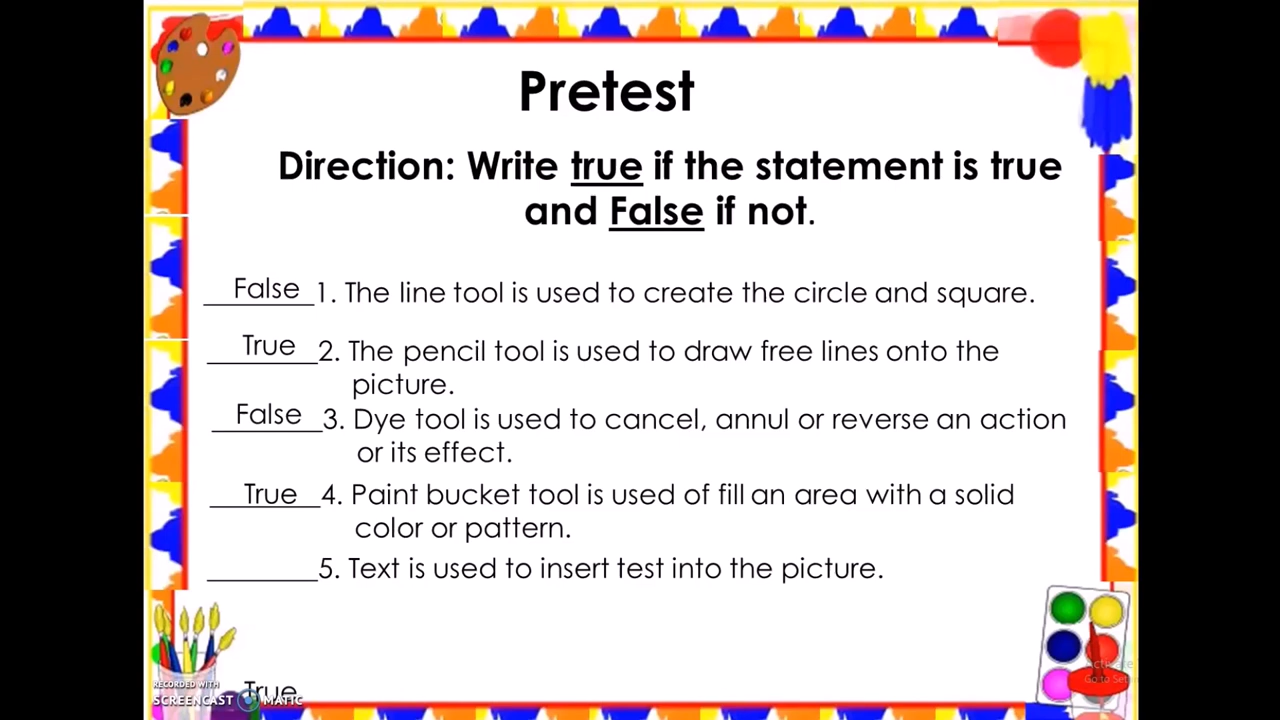 Pretest
Direction: Write true if the statement is true
and False if not.
False 1. The line tool is used to create the circle and square.
True 2. The pencil tool is used to draw free lines onto the
picture.
False 3. Dye tool is used to cancel, annul or reverse an action
or its effect.
True 4. Paint bucket tool is used of fill an area with a solid
color or pattern.
5. Text is used to insert test into the picture.
True
RECORDED WITH
SCREENCAST MATIC
Activate
Go to Set